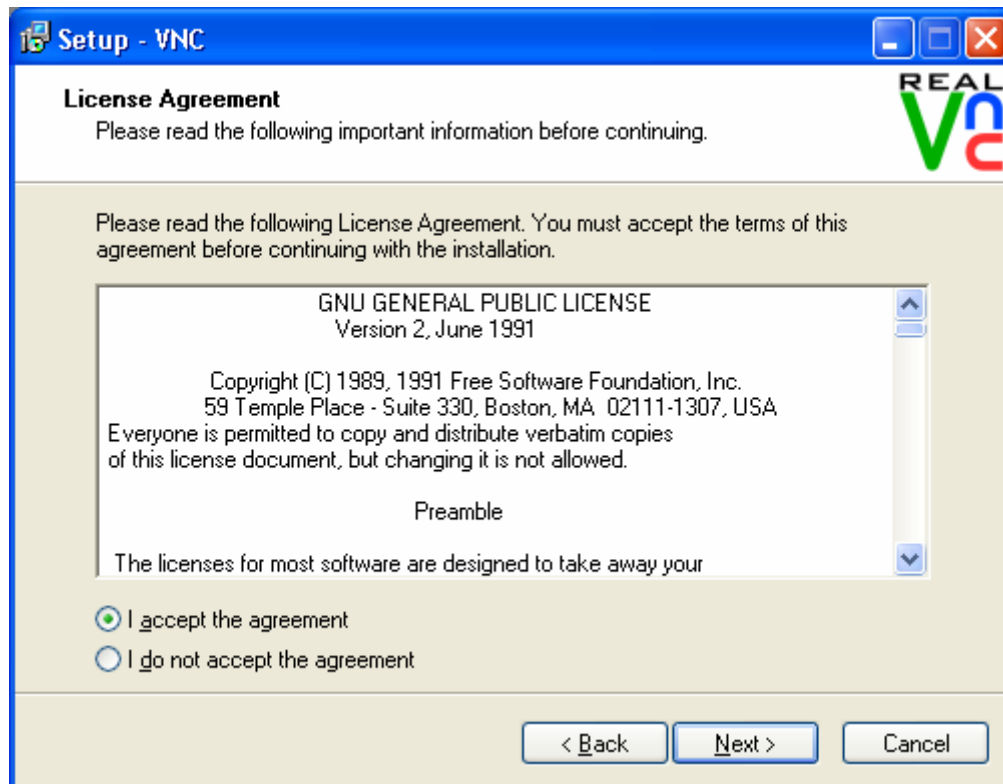 Setup - VNC
License Agreement
Please read the following important information before continuing.
REAL
Vnc
Please read the following License Agreement. You must accept the terms of this
agreement before continuing with the installation.
GNU GENERAL PUBLIC LICENSE
Version 2, June 1991
Copyright (C) 1989, 1991 Free Software Foundation, Inc.
59 Temple Place - Suite 330, Boston, MA  02111-1307, USA
Everyone is permitted to copy and distribute verbatim copies
of this license document, but changing it is not allowed.
Preamble
The licenses for most software are designed to take away your
I accept the agreement
I do not accept the agreement
< Back
Next >
Cancel